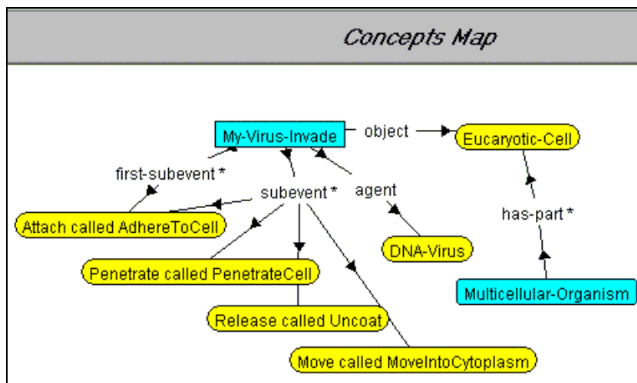 Concepts Map
My-Virus-Invade
object
Eucaryotic-Cell
first-subevent *
subevent *
agent
has-part *
Attach called AdhereToCell
DNA-Virus
Penetrate called PenetrateCell
Multicellular-Organism
Release called Uncoat
Move called MoveIntoCytoplasm